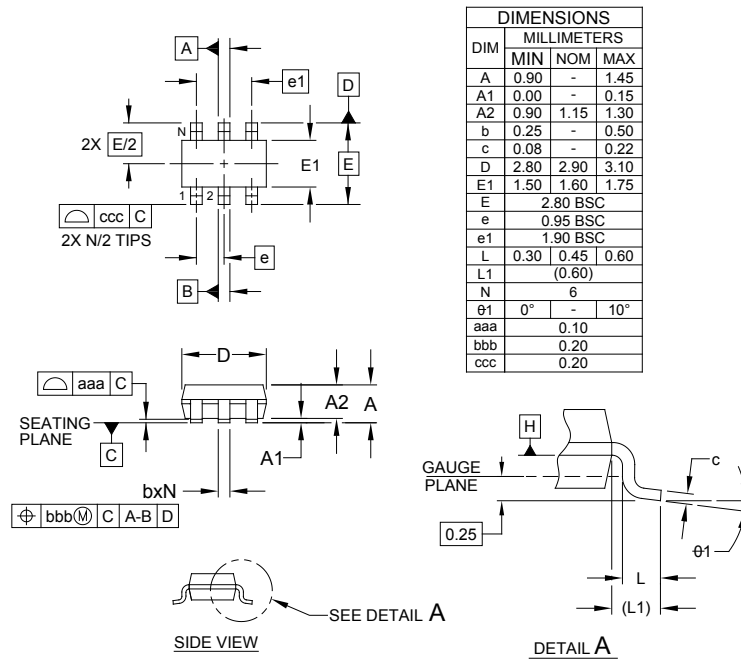 A
e1
D
N
2X E/2
E1
E
1 2
⌓ ccc C
2X N/2 TIPS
e
B
DIMENSIONS
DIM MILLIMETERS
MIN NOM MAX
A 0.90 - 1.45
A1 0.00 - 0.15
A2 0.90 1.15 1.30
b 0.25 - 0.50
c 0.08 - 0.22
D 2.80 2.90 3.10
E1 1.50 1.60 1.75
E 2.80 BSC
e 0.95 BSC
e1 1.90 BSC
L 0.30 0.45 0.60
L1 (0.60)
N 6
θ1 0° - 10°
aaa 0.10
bbb 0.20
ccc 0.20
D
⌓ aaa C
A2 A
SEATING
PLANE
C
A1
bxN
⌖ bbbⓂ C A-B D
SIDE VIEW
SEE DETAIL A
H
GAUGE
PLANE
0.25
c
θ1
L
(L1)
DETAIL A